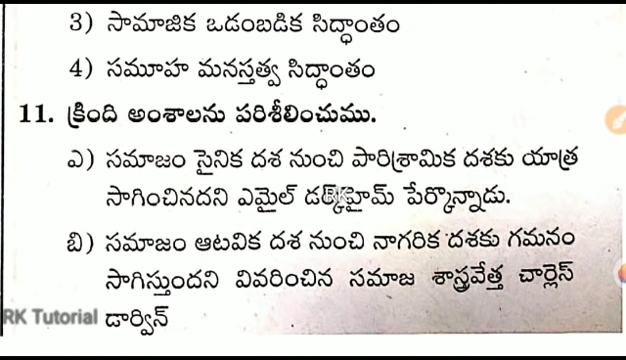 3) సామాజిక ఒడంబడిక సిద్ధాంతం
4) సమూహ మనస్తత్వ సిద్ధాంతం
11. క్రింది అంశాలను పరిశీలించుము.
ఎ) సమాజం సైనిక దశ నుంచి పారిశ్రామిక దశకు యాత్ర
సాగించినదని ఎమైల్ డర్క్‌హైమ్ పేర్కొన్నాడు.
బి) సమాజం ఆటవిక దశ నుంచి నాగరిక దశకు గమనం
సాగిస్తుందని వివరించిన సమాజ శాస్త్రవేత్త చార్లెస్
RK Tutorial డార్విన్